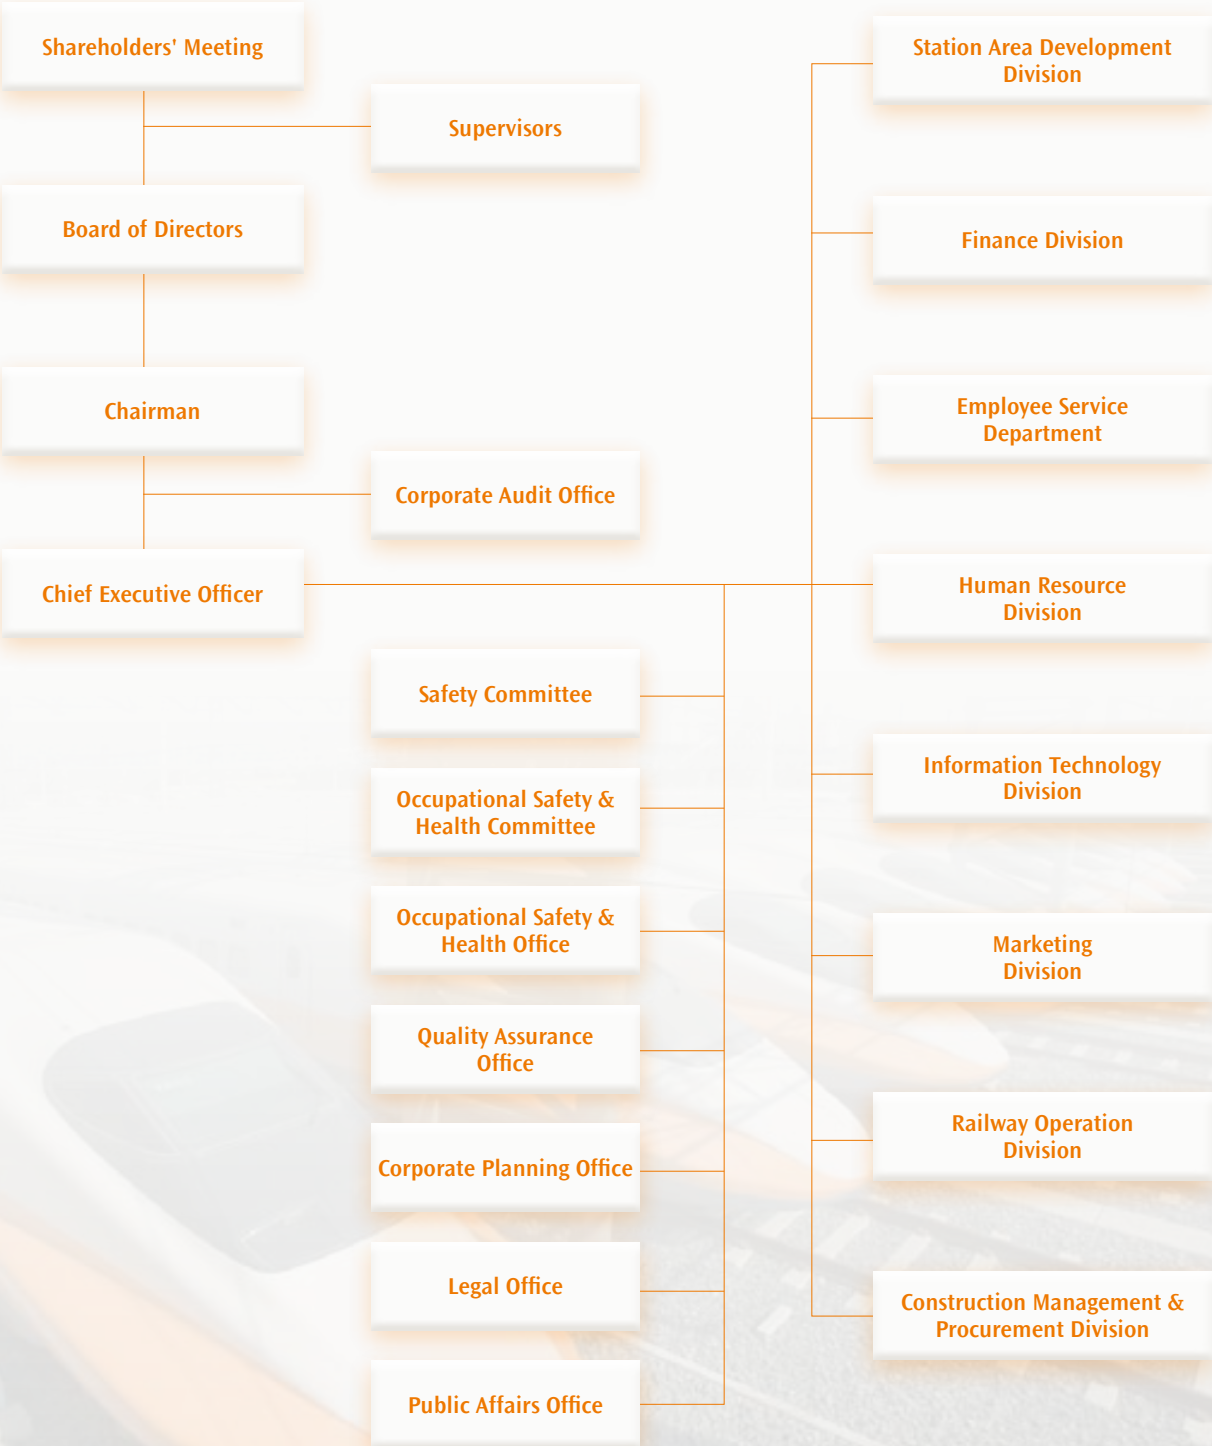 Shareholders' Meeting
Supervisors
Board of Directors
Chairman
Corporate Audit Office
Chief Executive Officer
Safety Committee
Occupational Safety &
Health Committee
Occupational Safety &
Health Office
Quality Assurance
Office
Corporate Planning Office
Legal Office
Public Affairs Office
Station Area Development
Division
Finance Division
Employee Service
Department
Human Resource
Division
Information Technology
Division
Marketing
Division
Railway Operation
Division
Construction Management &
Procurement Division